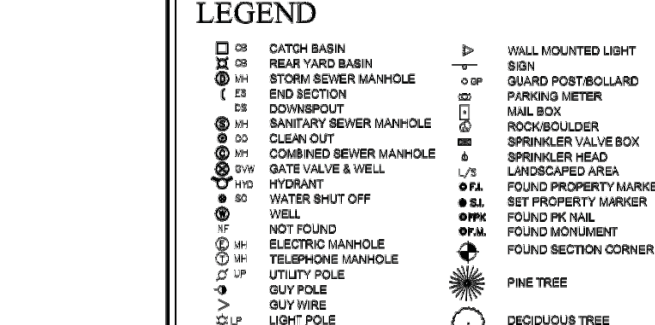 LEGEND
CB CATCH BASIN
CB REAR YARD BASIN
D MH STORM SEWER MANHOLE
ES END SECTION
DS DOWNSPOUT
S MH SANITARY SEWER MANHOLE
CO CLEAN OUT
C MH COMBINED SEWER MANHOLE
GVW GATE VALVE & WELL
HYD HYDRANT
SO WATER SHUT OFF
W WELL
NF NOT FOUND
E MH ELECTRIC MANHOLE
T MH TELEPHONE MANHOLE
UP UTILITY POLE
GUY POLE
GUY WIRE
LP LIGHT POLE
WALL MOUNTED LIGHT
SIGN
GP GUARD POST/BOLLARD
PARKING METER
MAIL BOX
ROCK/BOULDER
SPRINKLER VALVE BOX
SPRINKLER HEAD
L/S LANDSCAPED AREA
F.I. FOUND PROPERTY MARKE
S.I. SET PROPERTY MARKER
FPK FOUND PK NAIL
F.M. FOUND MONUMENT
FOUND SECTION CORNER
PINE TREE
DECIDUOUS TREE